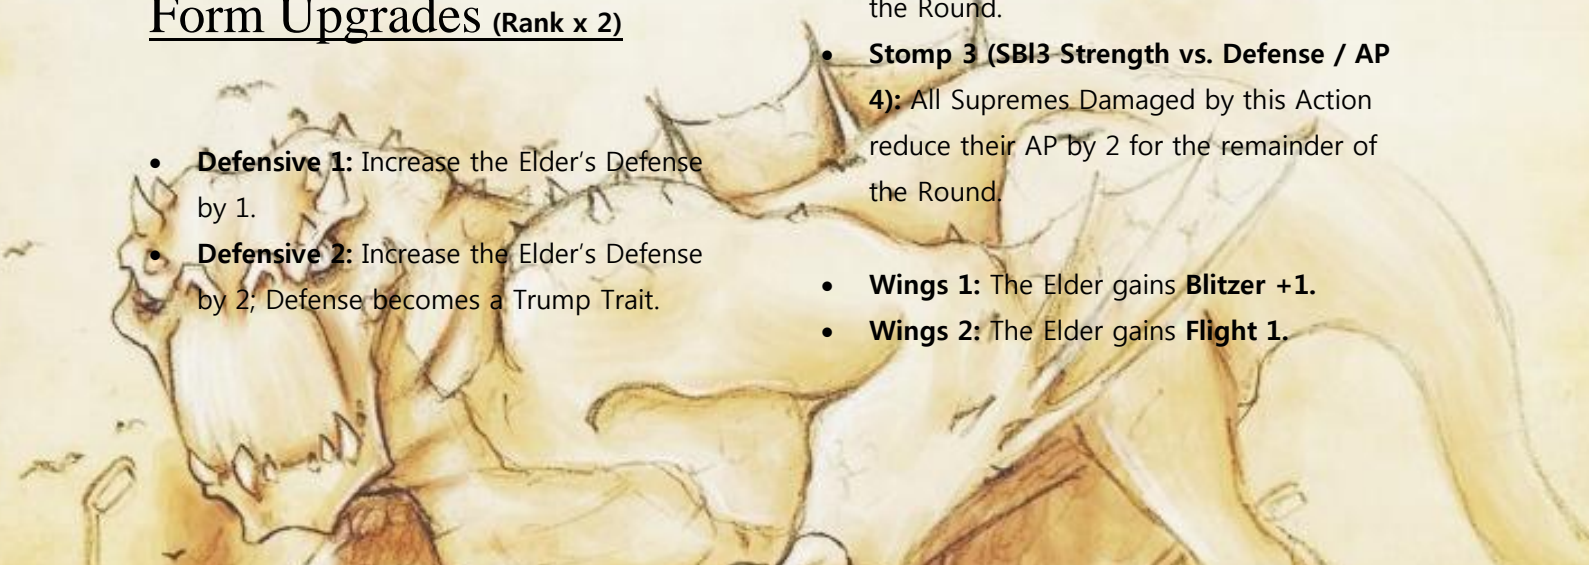 Form Upgrades (Rank x 2)
• Defensive 1: Increase the Elder’s Defense
by 1.
• Defensive 2: Increase the Elder’s Defense
by 2; Defense becomes a Trump Trait.
the Round.
• Stomp 3 (SBl3 Strength vs. Defense / AP
4): All Supremes Damaged by this Action
reduce their AP by 2 for the remainder of
the Round.
• Wings 1: The Elder gains Blitzer +1.
• Wings 2: The Elder gains Flight 1.